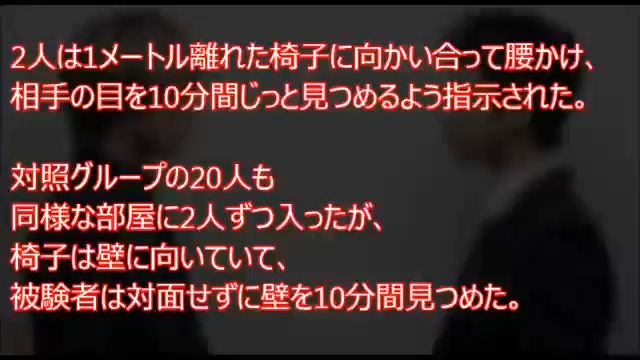 2人は1メートル離れた椅子に向かい合って腰かけ、
相手の目を10分間じっと見つめるよう指示された。
対照グループの20人も
同様な部屋に2人ずつ入ったが、
椅子は壁に向いていて、
被験者は対面せずに壁を10分間見つめた。